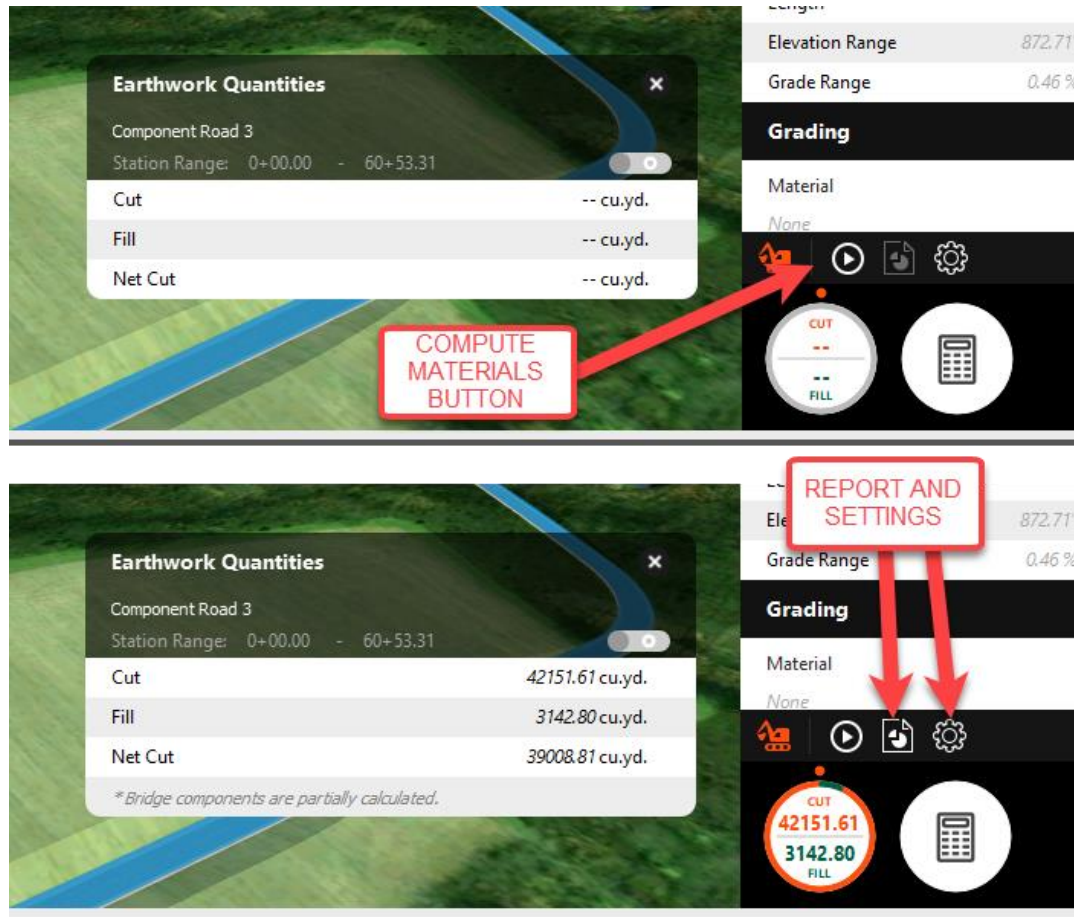 Elevation Range 872.71'
Earthwork Quantities
Grade Range 0.46 %
Component Road 3
Grading
Station Range: 0+00.00 - 60+53.31
Material
Cut -- cu.yd.
None
Fill -- cu.yd.
Net Cut -- cu.yd.
CUT
--
--
FILL
COMPUTE
MATERIALS
BUTTON
REPORT AND
SETTINGS
872.71'
Earthwork Quantities
Grade Range 0.46 %
Component Road 3
Grading
Station Range: 0+00.00 - 60+53.31
Material
Cut 42151.61 cu.yd.
None
Fill 3142.80 cu.yd.
Net Cut 39008.81 cu.yd.
*Bridge components are partially calculated.
CUT
42151.61
3142.80
FILL